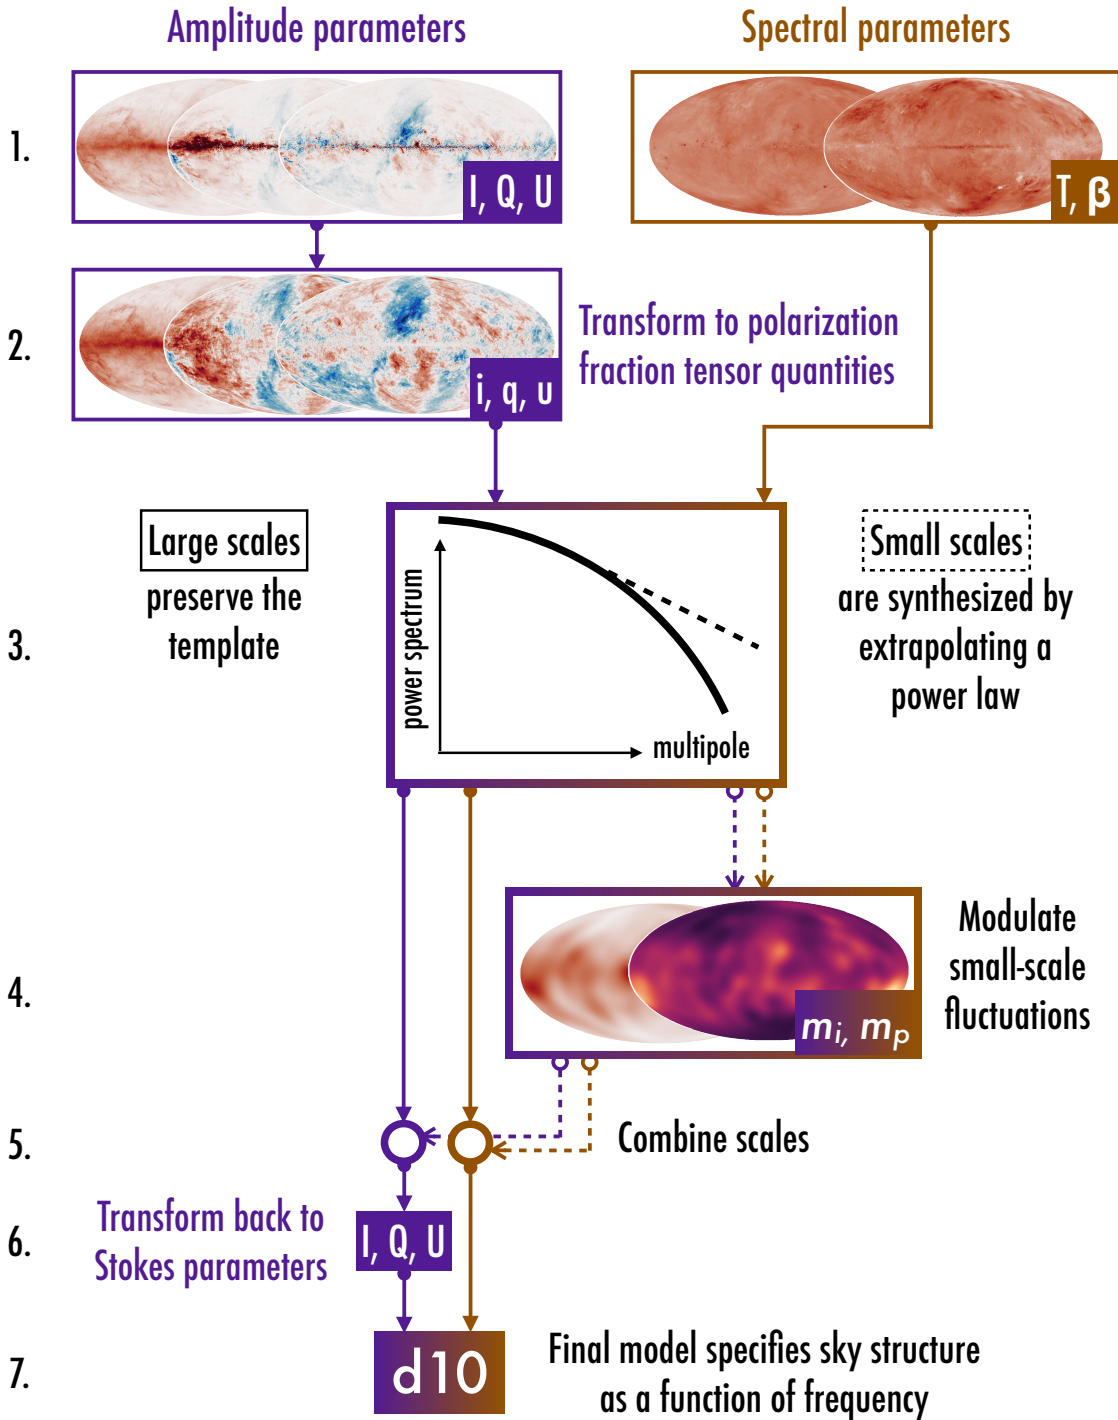 Amplitude parameters
Spectral parameters
1.
I, Q, U
T, β
2.
i, q, u
Transform to polarization
fraction tensor quantities
3.
Large scales
preserve the
template
power spectrum
multipole
Small scales
are synthesized by
extrapolating a
power law
4.
mi, mp
Modulate
small-scale
fluctuations
5.
Combine scales
6.
Transform back to
Stokes parameters
I, Q, U
7.
d10
Final model specifies sky structure
as a function of frequency